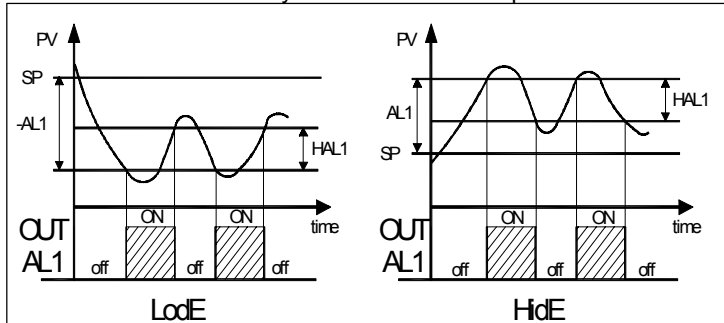 PV
SP
-AL1
HAL1
time
ON
ON
OUT
AL1
off
off
off
LodE
PV
AL1
HAL1
SP
time
ON
ON
OUT
AL1
off
off
off
HidE